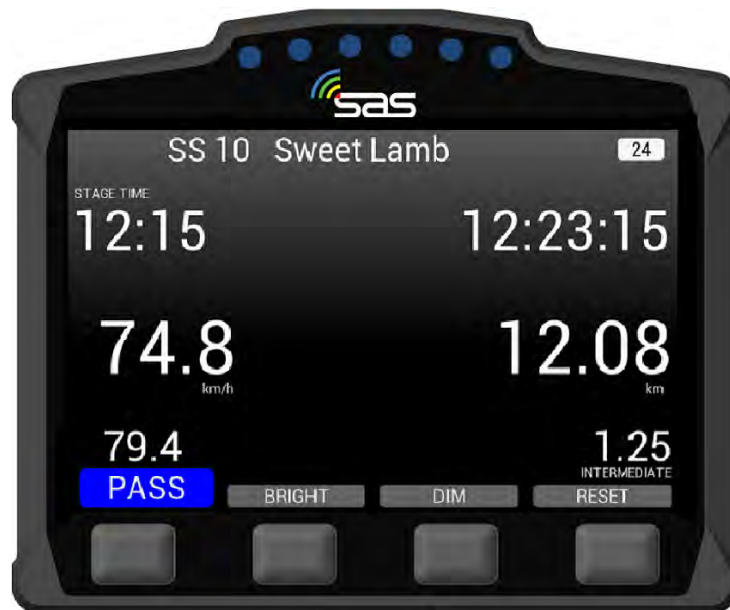 sas
SS 10 Sweet Lamb 24
STAGE TIME
12:15 12:23:15
74.8 12.08
km/h km
79.4 1.25
INTERMEDIATE
PASS BRIGHT DIM RESET